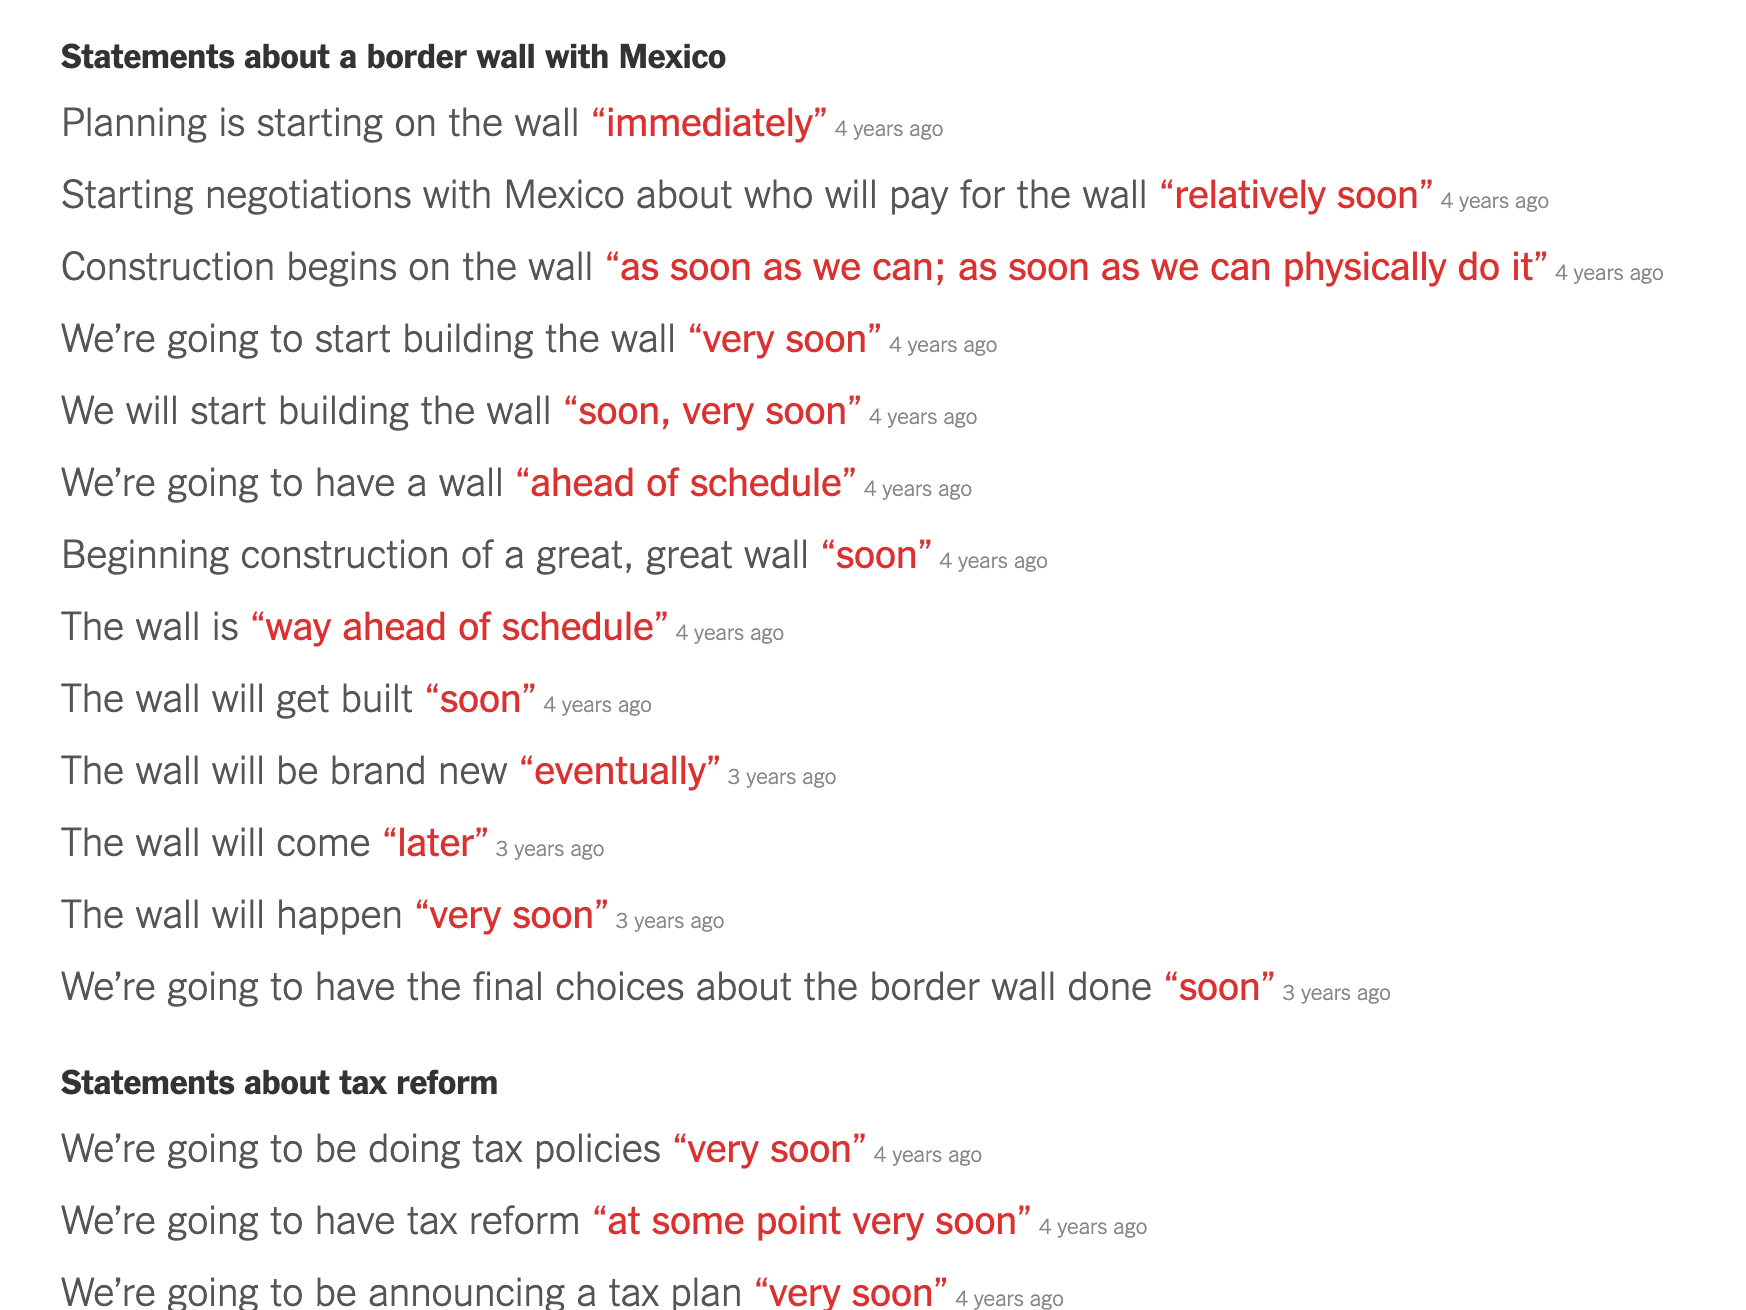 Statements about a border wall with Mexico
Planning is starting on the wall “immediately” 4 years ago
Starting negotiations with Mexico about who will pay for the wall “relatively soon” 4 years ago
Construction begins on the wall “as soon as we can; as soon as we can physically do it” 4 years ago
We’re going to start building the wall “very soon” 4 years ago
We will start building the wall “soon, very soon” 4 years ago
We’re going to have a wall “ahead of schedule” 4 years ago
Beginning construction of a great, great wall “soon” 4 years ago
The wall is “way ahead of schedule” 4 years ago
The wall will get built “soon” 4 years ago
The wall will be brand new “eventually” 3 years ago
The wall will come “later” 3 years ago
The wall will happen “very soon” 3 years ago
We’re going to have the final choices about the border wall done “soon” 3 years ago
Statements about tax reform
We’re going to be doing tax policies “very soon” 4 years ago
We’re going to have tax reform “at some point very soon” 4 years ago
We’re going to be announcing a tax plan “very soon” 4 years ago